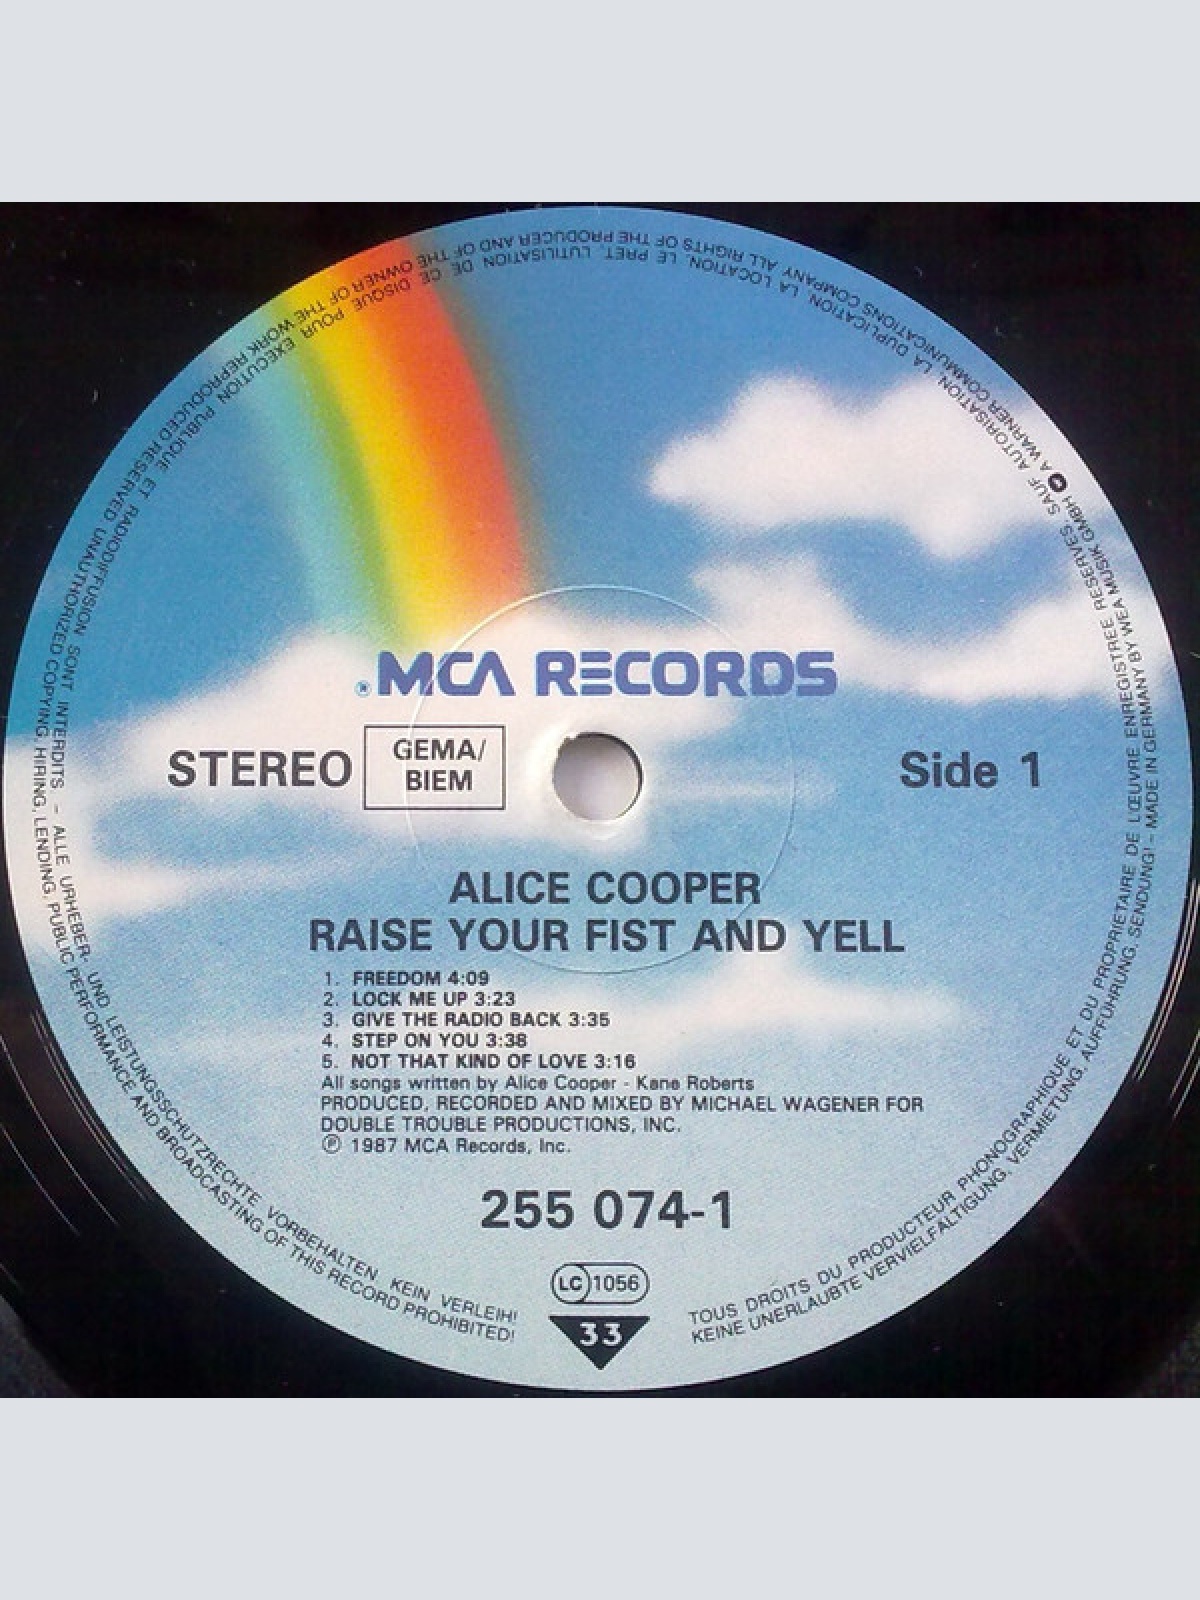 MCA RECORDS
STEREO
GEMA/
BIEM
Side 1
ALICE COOPER
RAISE YOUR FIST AND YELL
1. FREEDOM 4:09
2. LOCK ME UP 3:23
3. GIVE THE RADIO BACK 3:35
4. STEP ON YOU 3:38
5. NOT THAT KIND OF LOVE 3:16
All songs written by Alice Cooper - Kane Roberts
PRODUCED, RECORDED AND MIXED BY MICHAEL WAGENER FOR
DOUBLE TROUBLE PRODUCTIONS, INC.
℗ 1987 MCA Records, Inc.
255 074-1
LC 1056
33
TOUS DROITS DU PRODUCTEUR PHONOGRAPHIQUE ET DU PROPRIETAIRE DE L'ŒUVRE ENREGISTREE RESERVES. SAUF AUTORISATION, LA DUPLICATION, LA LOCATION, LE PRET, L'UTILISATION DE CE DISQUE POUR EXECUTION PUBLIQUE ET RADIODIFFUSION SONT INTERDITS – ALLE URHEBER- UND LEISTUNGSSCHUTZRECHTE VORBEHALTEN. KEIN VERLEIH!
KEINE UNERLAUBTE VERVIELFÄLTIGUNG, VERMIETUNG, AUFFÜHRUNG, SENDUNG! – MADE IN GERMANY BY WEA MUSIK GMBH A WARNER COMMUNICATIONS COMPANY ALL RIGHTS OF THE PRODUCER AND OF THE OWNER OF THE WORK REPRODUCED RESERVED UNAUTHORIZED COPYING, HIRING, LENDING, PUBLIC PERFORMANCE AND BROADCASTING OF THIS RECORD PROHIBITED!